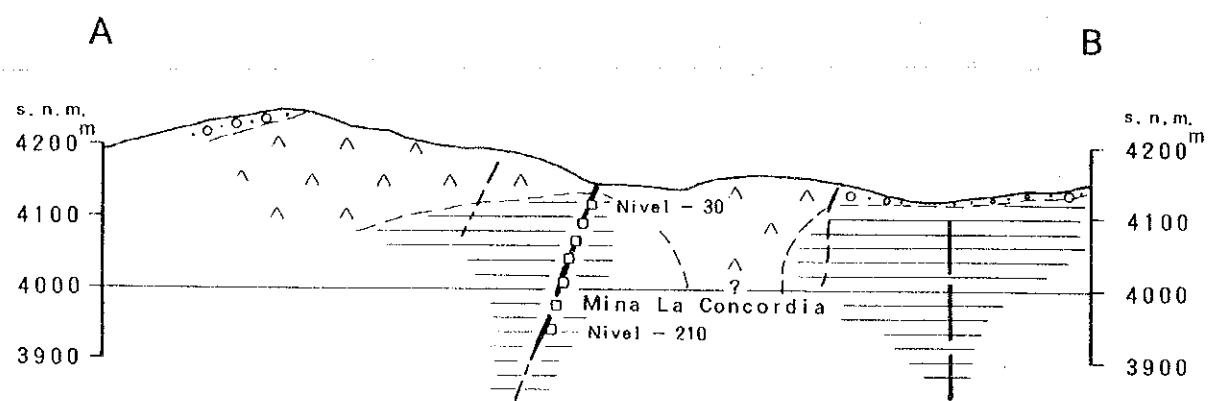 A
B
s. n. m.
m
4200
4100
4000
3900
s. n. m.
m
4200
4100
4000
3900
Nivel - 30
?
Mina La Concordia
Nivel - 210